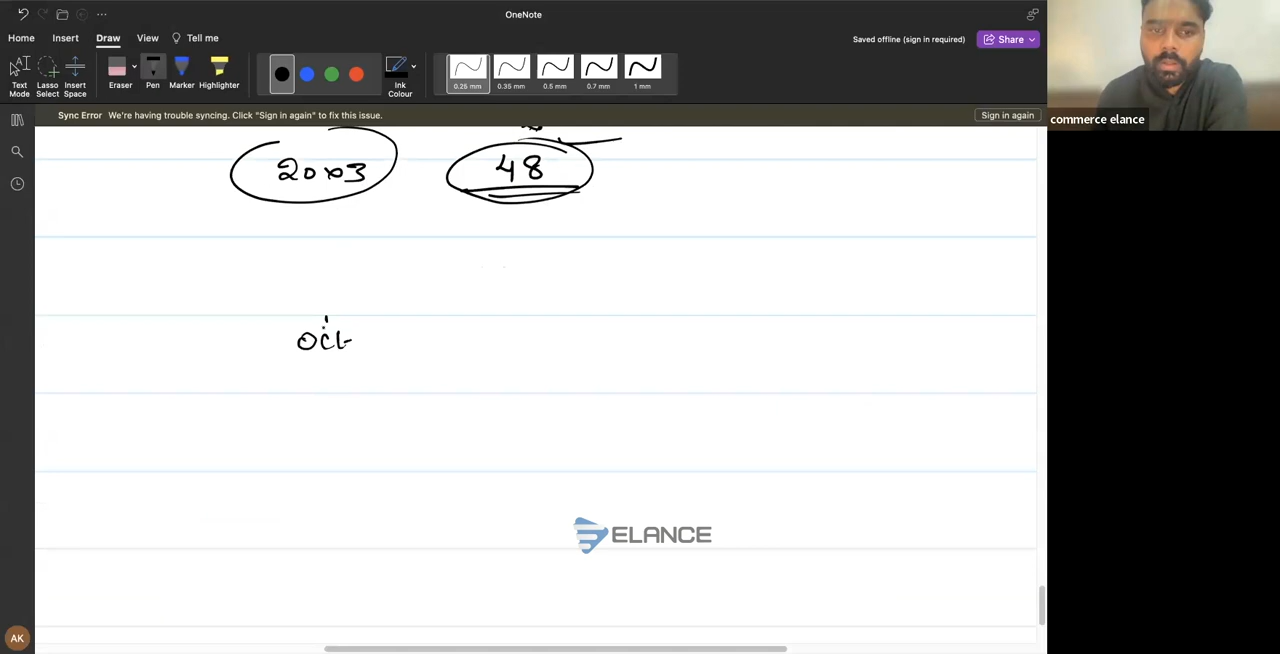 OneNote
Home Insert Draw View Tell me
Saved offline (sign in required) Share
Text Mode Lasso Select Insert Space Eraser Pen Marker Highlighter Ink Colour 0.25 mm 0.35 mm 0.5 mm 0.7 mm 1 mm
Sync Error We're having trouble syncing. Click "Sign in again" to fix this issue. Sign in again
commerce elance
20x3 48
ELANCE
AK